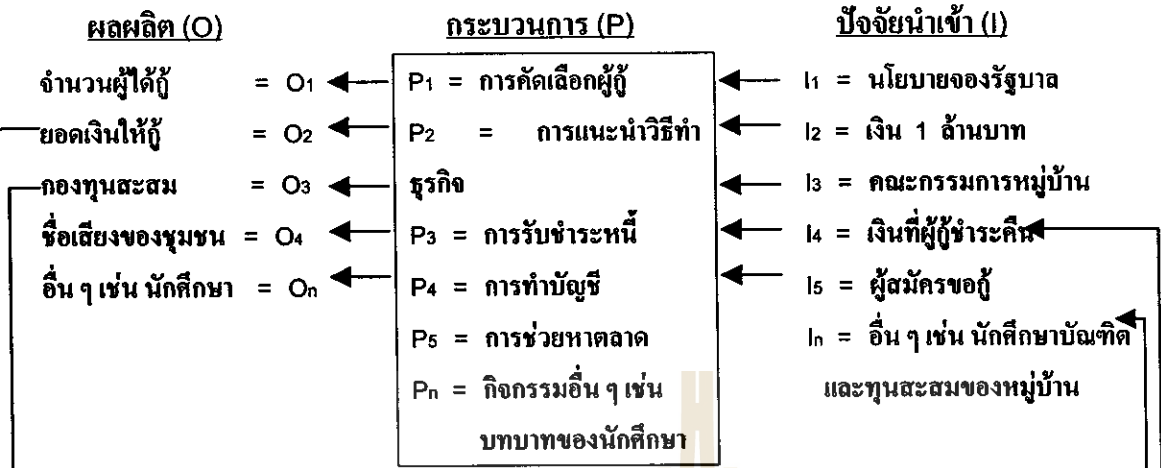 ผลผลิต (O) กระบวนการ (P) ปัจจัยนำเข้า (I)
จำนวนผู้ได้กู้ = O1 P1 = การคัดเลือกผู้กู้ I1 = นโยบายจองรัฐบาล
ยอดเงินให้กู้ = O2 P2 = การแนะนำวิธีทำ I2 = เงิน 1 ล้านบาท
กองทุนสะสม = O3 ธุรกิจ I3 = คณะกรรมการหมู่บ้าน
ชื่อเสียงของชุมชน = O4 P3 = การรับชำระหนี้ I4 = เงินที่ผู้กู้ชำระคืน
อื่น ๆ เช่น นักศึกษา = On P4 = การทำบัญชี I5 = ผู้สมัครขอกู้
P5 = การช่วยหาตลาด In = อื่น ๆ เช่น นักศึกษาบัณฑิต
Pn = กิจกรรมอื่น ๆ เช่น และทุนสะสมของหมู่บ้าน
บทบาทของนักศึกษา